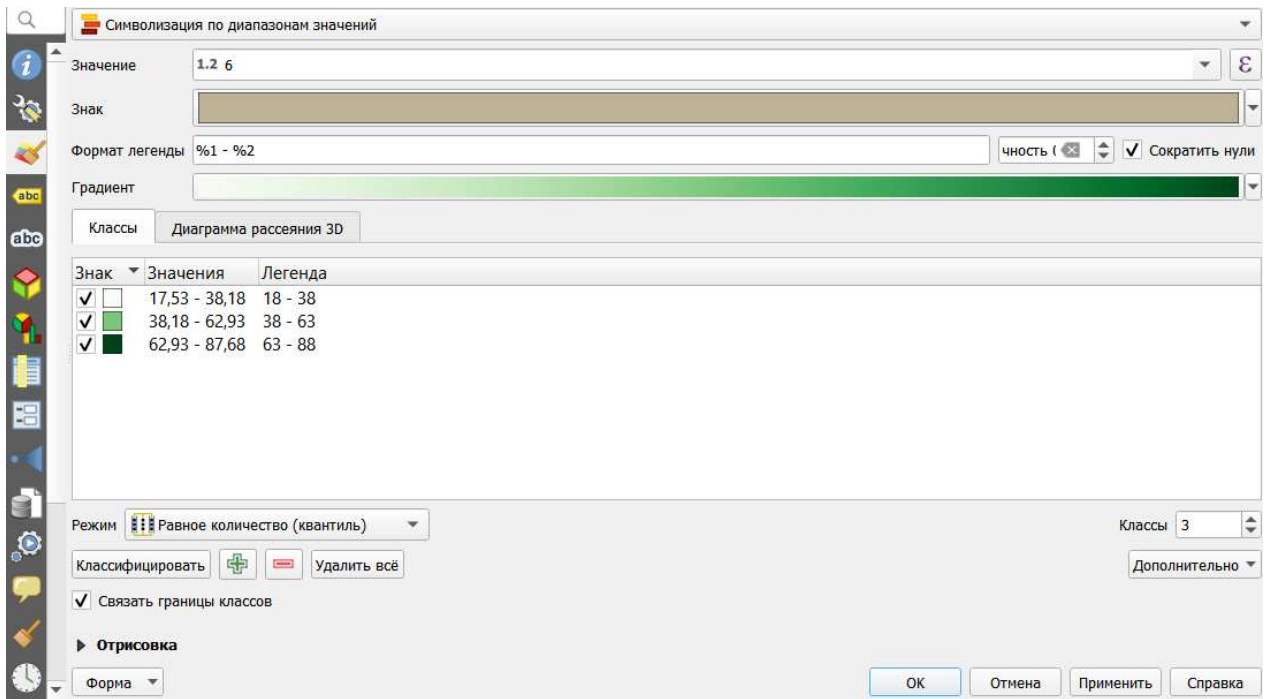 Символизация по диапазонам значений
Значение 1.2 6 ε
Знак
Формат легенды %1 - %2 чность ( Сократить нули
Градиент
Классы Диаграмма рассеяния 3D
Знак Значения Легенда
17,53 - 38,18 18 - 38
38,18 - 62,93 38 - 63
62,93 - 87,68 63 - 88
Режим Равное количество (квантиль) Классы 3
Классифицировать Удалить всё Дополнительно
Связать границы классов
Отрисовка
Форма ОК Отмена Применить Справка
abc
abc